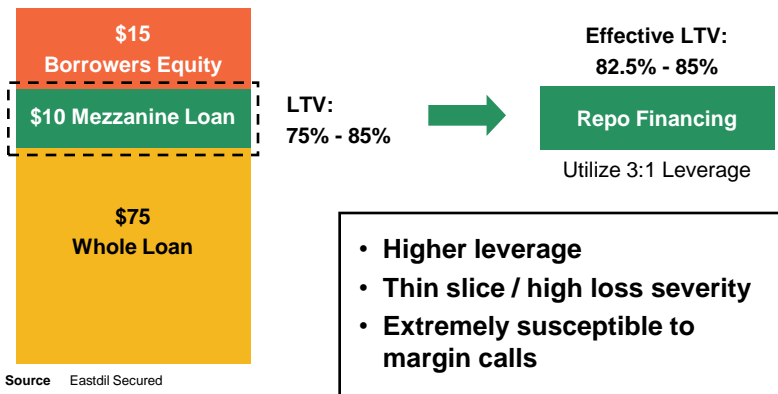 $15
Borrowers Equity
$10 Mezzanine Loan
$75
Whole Loan
LTV:
75% - 85%
Effective LTV:
82.5% - 85%
Repo Financing
Utilize 3:1 Leverage
• Higher leverage
• Thin slice / high loss severity
• Extremely susceptible to
margin calls
Source Eastdil Secured